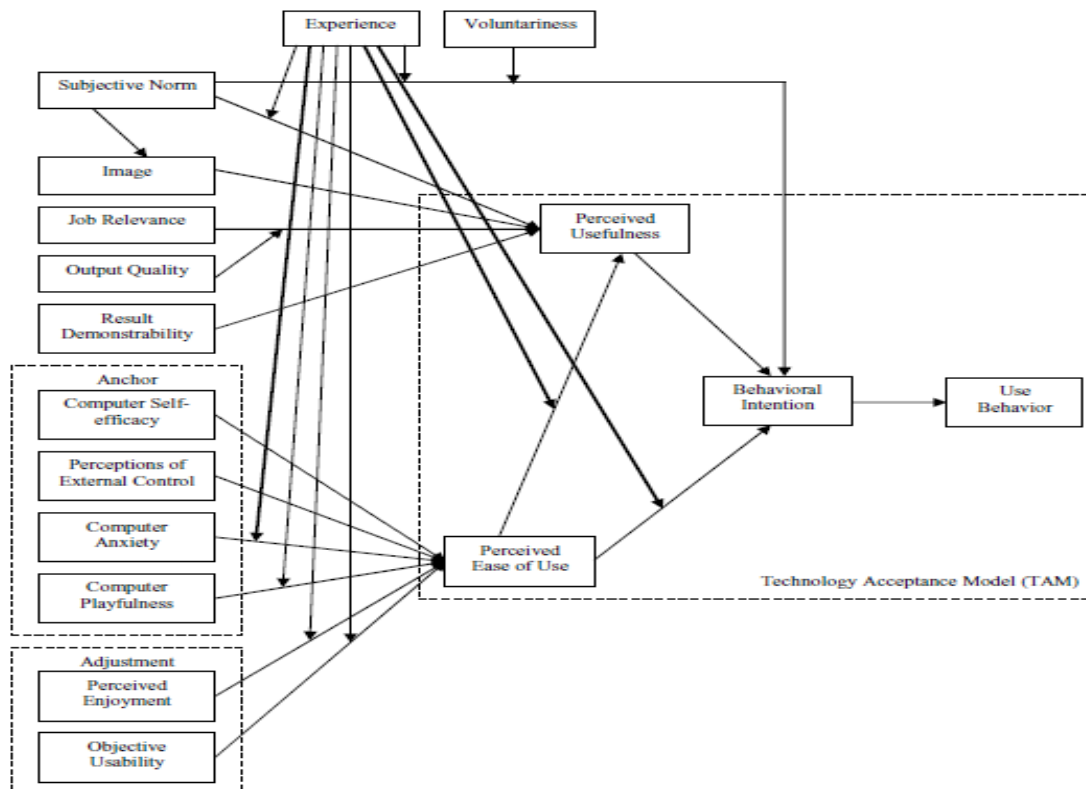 Experience
Voluntariness
Subjective Norm
Image
Job Relevance
Output Quality
Result
Demonstrability
Perceived
Usefulness
Anchor
Computer Self-
efficacy
Perceptions of
External Control
Computer
Anxiety
Computer
Playfulness
Behavioral
Intention
Use
Behavior
Perceived
Ease of Use
Technology Acceptance Model (TAM)
Adjustment
Perceived
Enjoyment
Objective
Usability